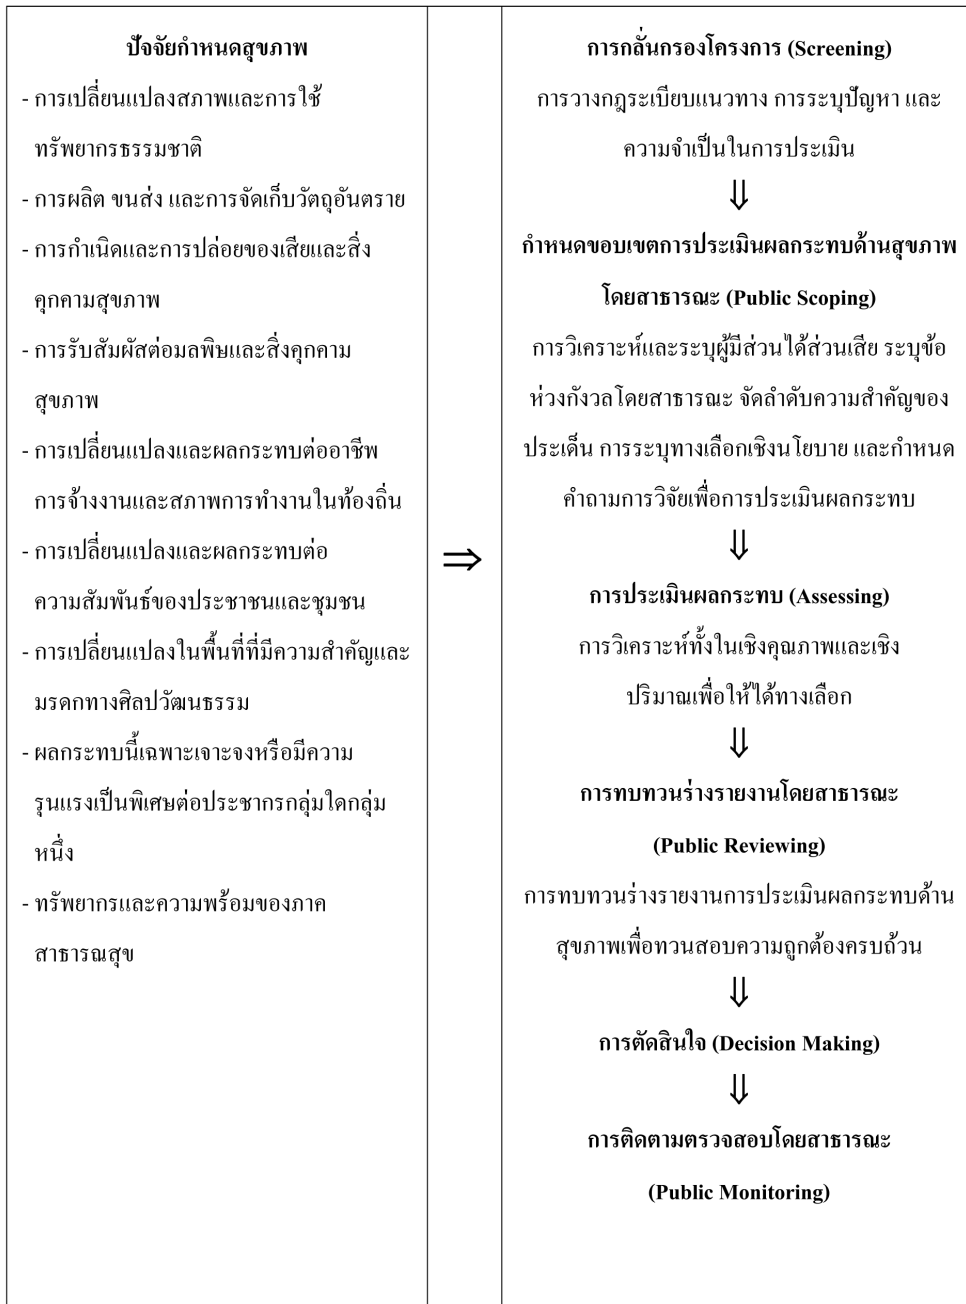 ปัจจัยกำหนดสุขภาพ
- การเปลี่ยนแปลงสภาพและการใช้
ทรัพยากรธรรมชาติ
- การผลิต ขนส่ง และการจัดเก็บวัตถุอันตราย
- การกำเนิดและการปล่อยของเสียและสิ่ง
คุกคามสุขภาพ
- การรับสัมผัสต่อมลพิษและสิ่งคุกคาม
สุขภาพ
- การเปลี่ยนแปลงและผลกระทบต่ออาชีพ
การจ้างงานและสภาพการทำงานในท้องถิ่น
- การเปลี่ยนแปลงและผลกระทบต่อ
ความสัมพันธ์ของประชาชนและชุมชน
- การเปลี่ยนแปลงในพื้นที่ที่มีความสำคัญและ
มรดกทางศิลปวัฒนธรรม
- ผลกระทบนี้เฉพาะเจาะจงหรือมีความ
รุนแรงเป็นพิเศษต่อประชากรกลุ่มใดกลุ่ม
หนึ่ง
- ทรัพยากรและความพร้อมของภาค
สาธารณสุข
⇒
การกลั่นกรองโครงการ (Screening)
การวางกฎระเบียบแนวทาง การระบุปัญหา และ
ความจำเป็นในการประเมิน
⇓
กำหนดขอบเขตการประเมินผลกระทบด้านสุขภาพ
โดยสาธารณะ (Public Scoping)
การวิเคราะห์และระบุผู้มีส่วนได้ส่วนเสีย ระบุข้อ
ห่วงกังวลโดยสาธารณะ จัดลำดับความสำคัญของ
ประเด็น การระบุทางเลือกเชิงนโยบาย และกำหนด
คำถามการวิจัยเพื่อการประเมินผลกระทบ
⇓
การประเมินผลกระทบ (Assessing)
การวิเคราะห์ทั้งในเชิงคุณภาพและเชิง
ปริมาณเพื่อให้ได้ทางเลือก
⇓
การทบทวนร่างรายงานโดยสาธารณะ
(Public Reviewing)
การทบทวนร่างรายงานการประเมินผลกระทบด้าน
สุขภาพเพื่อทวนสอบความถูกต้องครบถ้วน
⇓
การตัดสินใจ (Decision Making)
⇓
การติดตามตรวจสอบโดยสาธารณะ
(Public Monitoring)